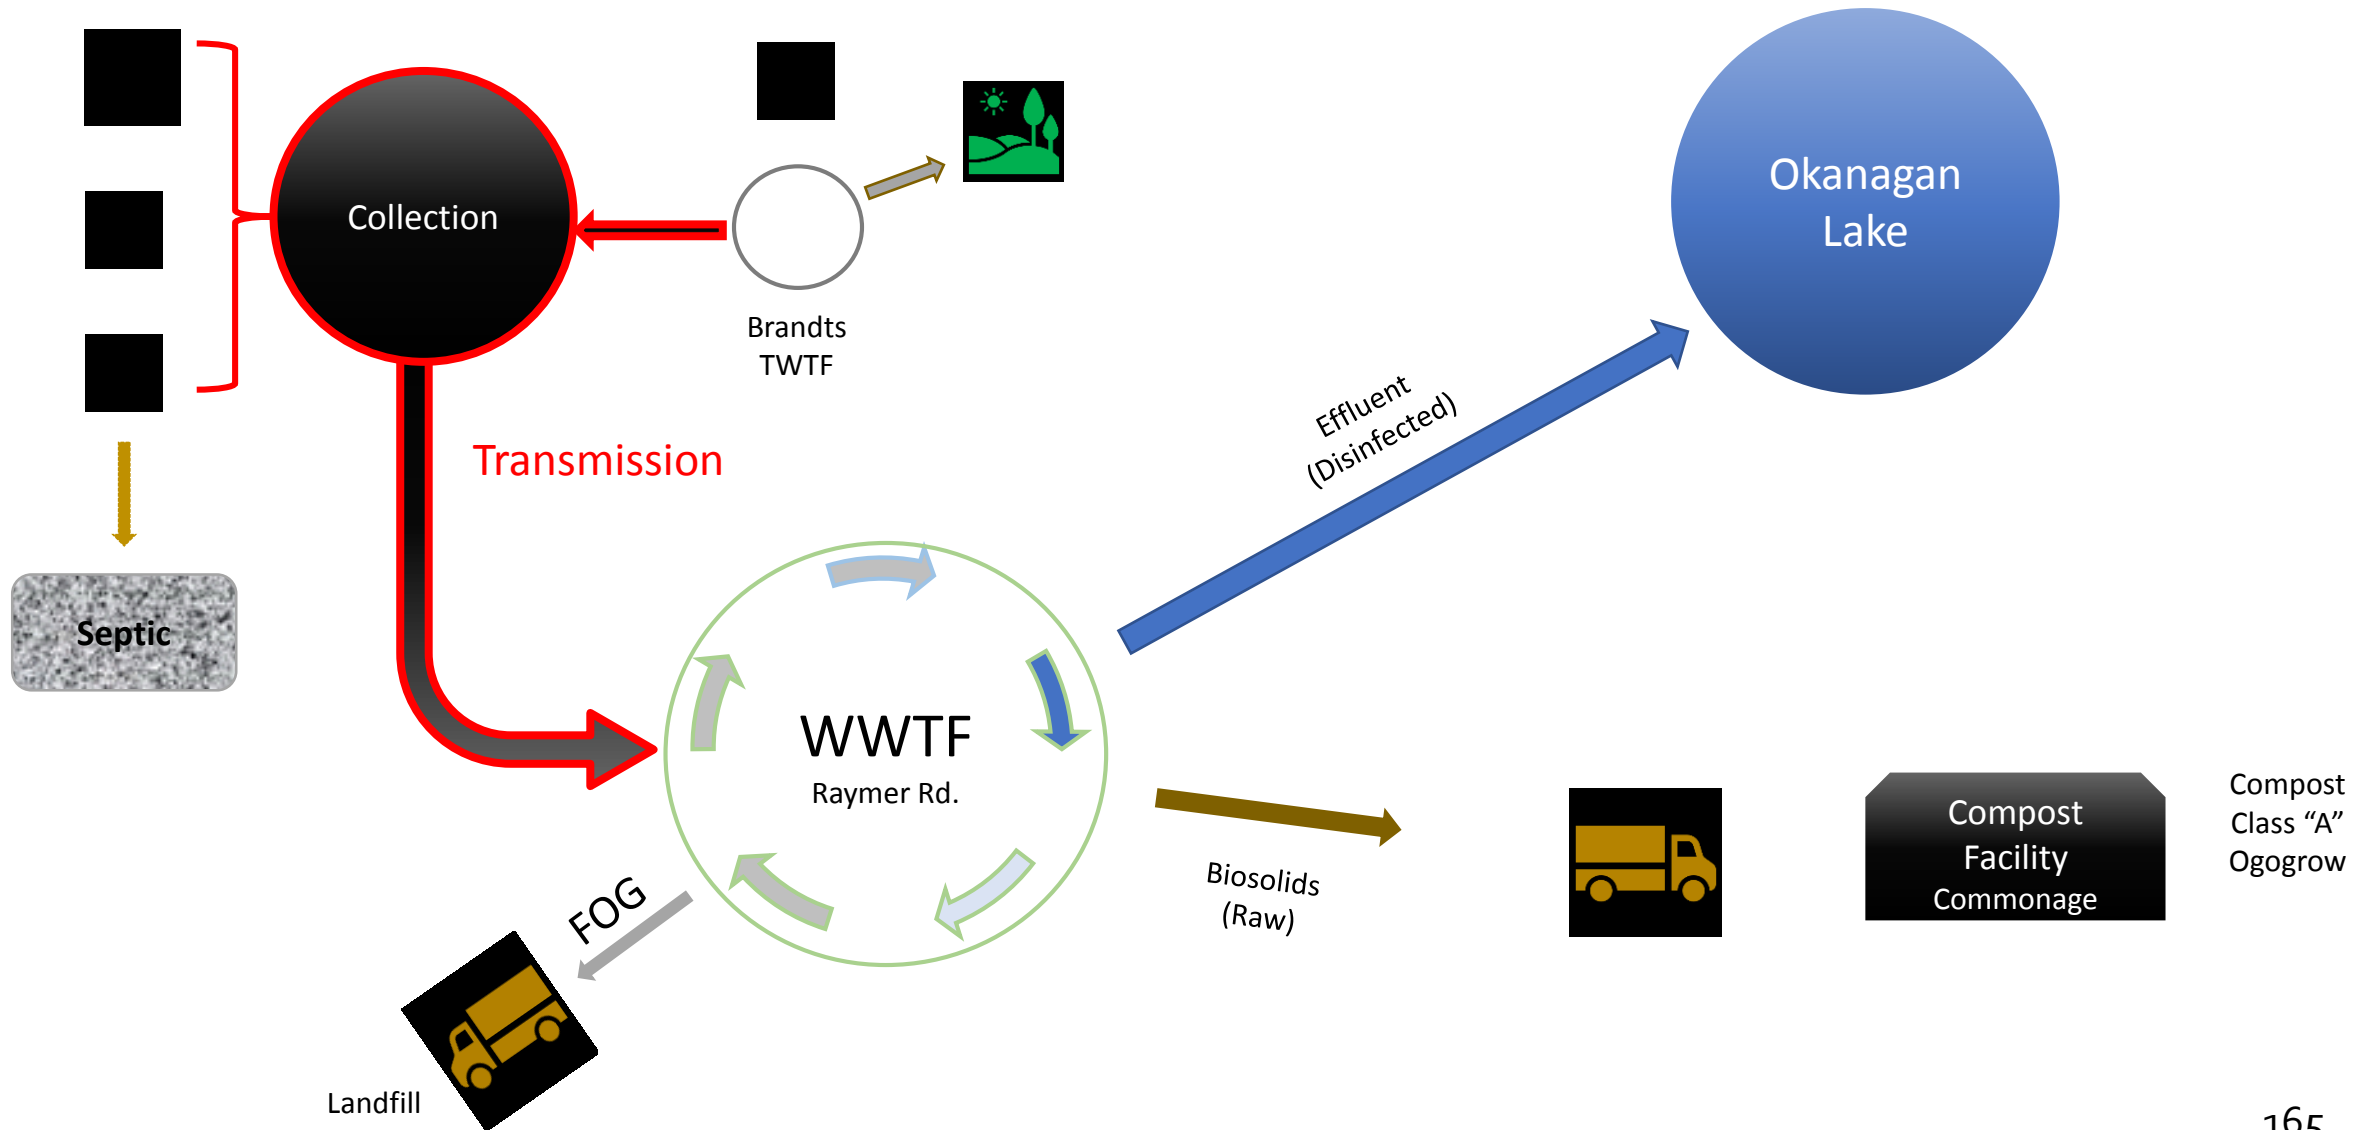 Collection
Brandts
TWTF
Okanagan
Lake
Transmission
Effluent
(Disinfected)
Septic
WWTF
Raymer Rd.
FOG
Landfill
Biosolids
(Raw)
Compost
Facility
Commonage
Compost
Class “A”
Ogogrow
165